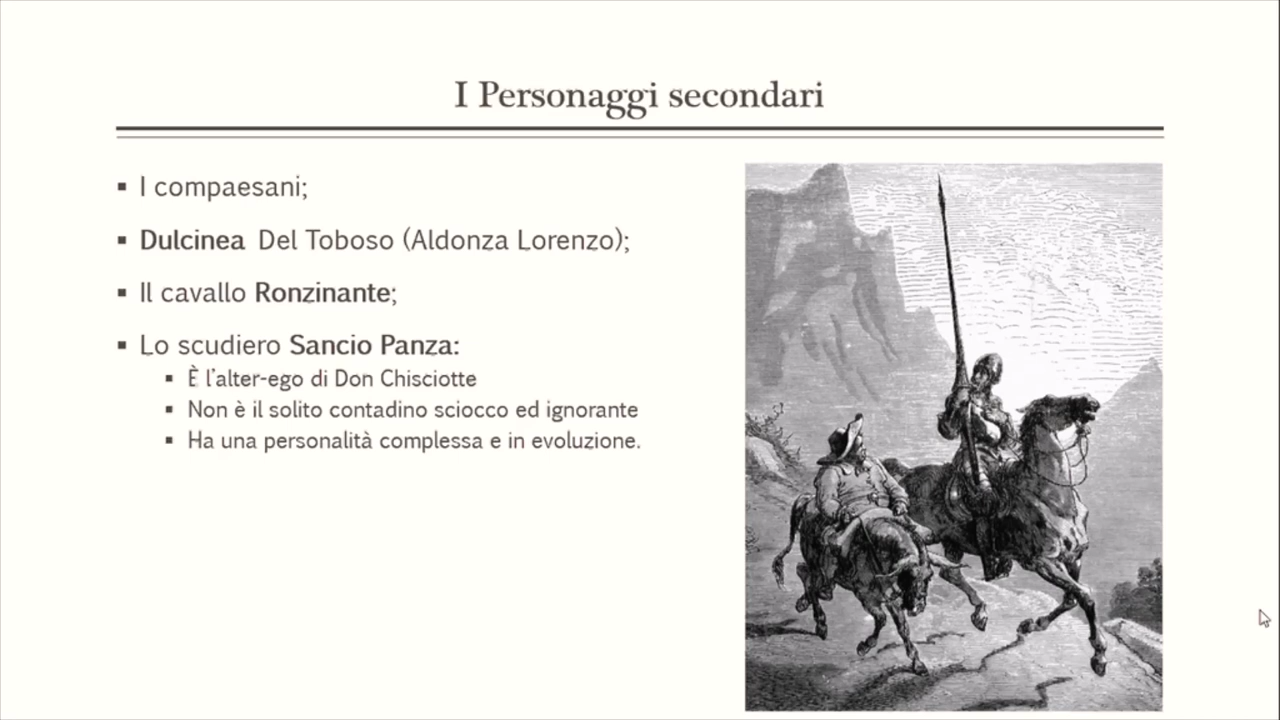 I Personaggi secondari
▪ I compaesani;
▪ Dulcinea Del Toboso (Aldonza Lorenzo);
▪ Il cavallo Ronzinante;
▪ Lo scudiero Sancio Panza:
▪ È l'alter-ego di Don Chisciotte
▪ Non è il solito contadino sciocco ed ignorante
▪ Ha una personalità complessa e in evoluzione.